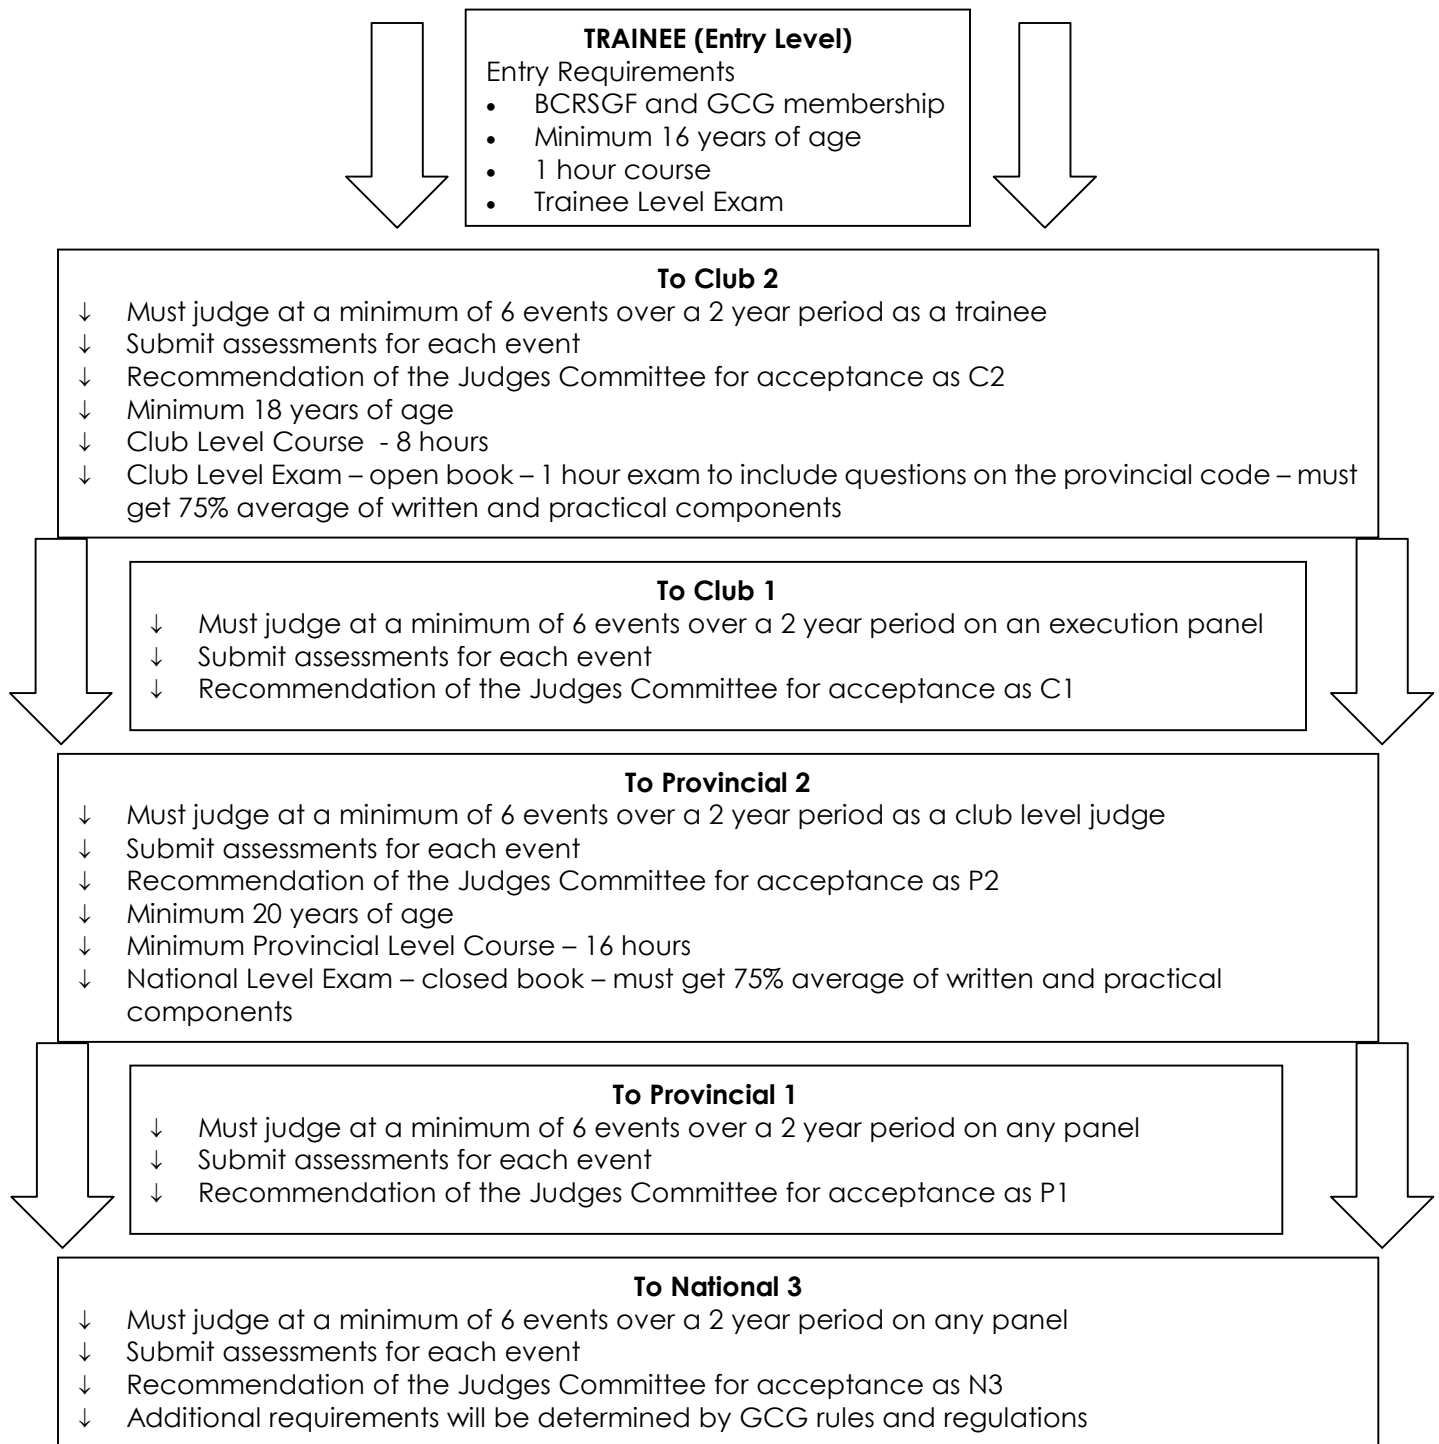 TRAINEE (Entry Level)
Entry Requirements
• BCRSGF and GCG membership
• Minimum 16 years of age
• 1 hour course
• Trainee Level Exam
To Club 2
↓ Must judge at a minimum of 6 events over a 2 year period as a trainee
↓ Submit assessments for each event
↓ Recommendation of the Judges Committee for acceptance as C2
↓ Minimum 18 years of age
↓ Club Level Course - 8 hours
↓ Club Level Exam – open book – 1 hour exam to include questions on the provincial code – must
get 75% average of written and practical components
To Club 1
↓ Must judge at a minimum of 6 events over a 2 year period on an execution panel
↓ Submit assessments for each event
↓ Recommendation of the Judges Committee for acceptance as C1
To Provincial 2
↓ Must judge at a minimum of 6 events over a 2 year period as a club level judge
↓ Submit assessments for each event
↓ Recommendation of the Judges Committee for acceptance as P2
↓ Minimum 20 years of age
↓ Minimum Provincial Level Course – 16 hours
↓ National Level Exam – closed book – must get 75% average of written and practical
components
To Provincial 1
↓ Must judge at a minimum of 6 events over a 2 year period on any panel
↓ Submit assessments for each event
↓ Recommendation of the Judges Committee for acceptance as P1
To National 3
↓ Must judge at a minimum of 6 events over a 2 year period on any panel
↓ Submit assessments for each event
↓ Recommendation of the Judges Committee for acceptance as N3
↓ Additional requirements will be determined by GCG rules and regulations